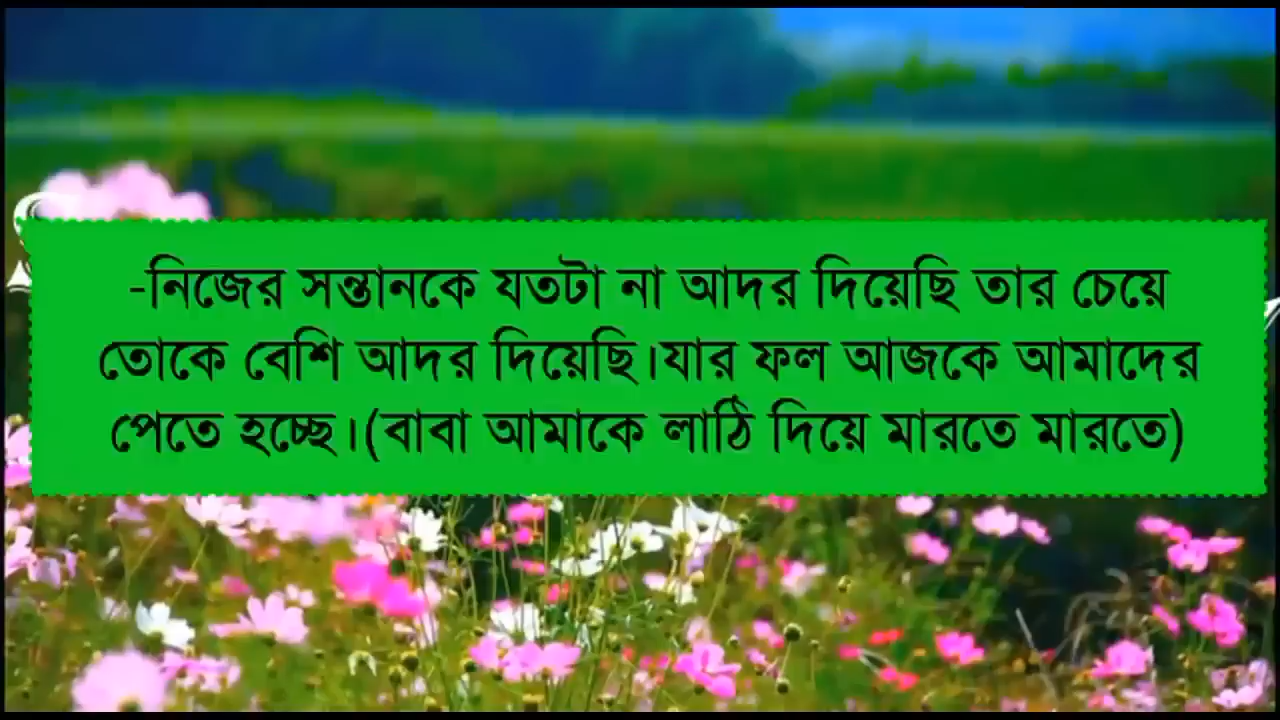 -নিজের সন্তানকে যতটা না আদর দিয়েছি তার চেয়ে
তোকে বেশি আদর দিয়েছি।যার ফল আজকে আমাদের
পেতে হচ্ছে।(বাবা আমাকে লাঠি দিয়ে মারতে মারতে)